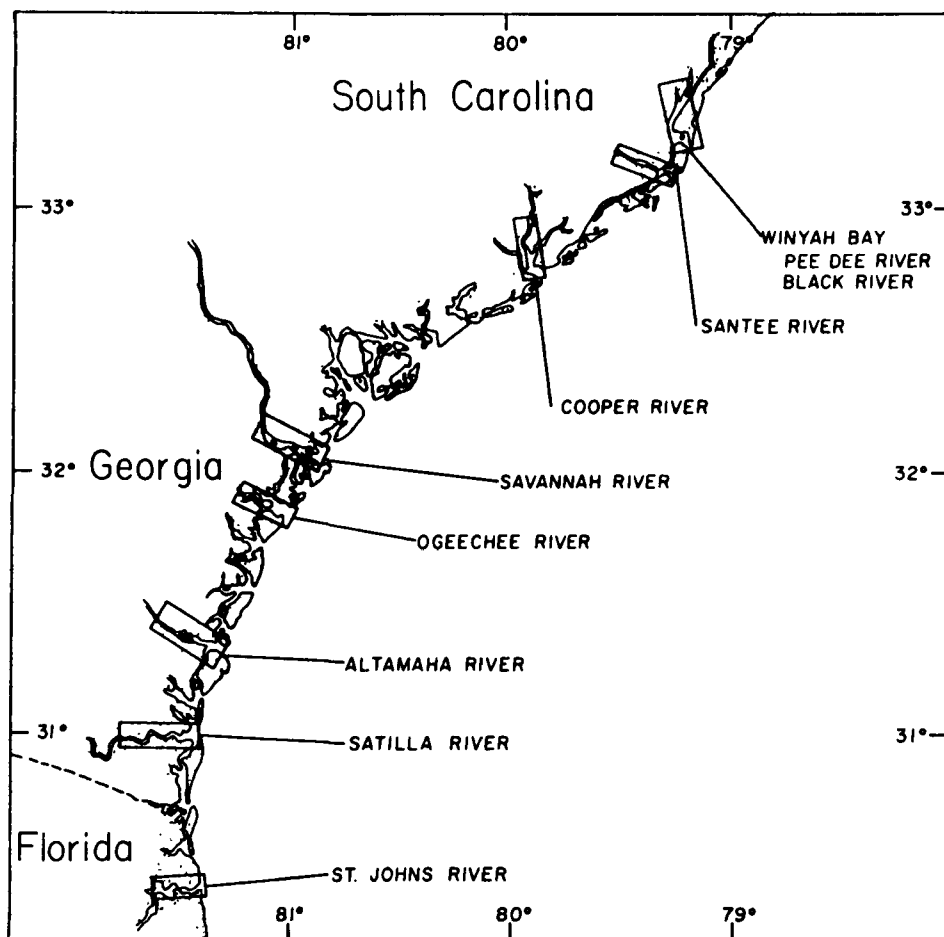 81°
80°
79°
South Carolina
33°
33°
WINYAH BAY
PEE DEE RIVER
BLACK RIVER
SANTEE RIVER
COOPER RIVER
Georgia
32°
32°
SAVANNAH RIVER
OGEECHEE RIVER
ALTAMAHA RIVER
31°
31°
SATILLA RIVER
Florida
ST. JOHNS RIVER
81°
80°
79°